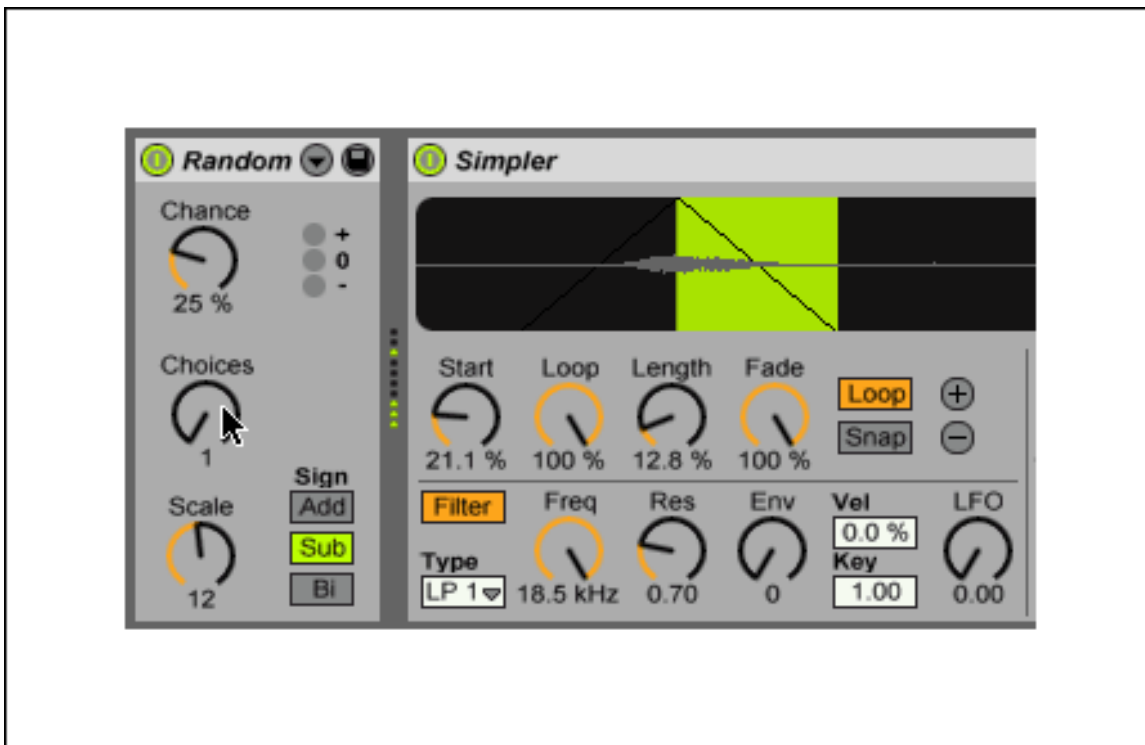 Random
Chance
+
0
-
25 %
Choices
1
Scale
12
Sign
Add
Sub
Bi
Simpler
Start Loop Length Fade
21.1 % 100 % 12.8 % 100 %
Loop
Snap
Filter
Type
LP 1
Freq Res Env
18.5 kHz 0.70 0
Vel
0.0 %
Key
1.00
LFO
0.00